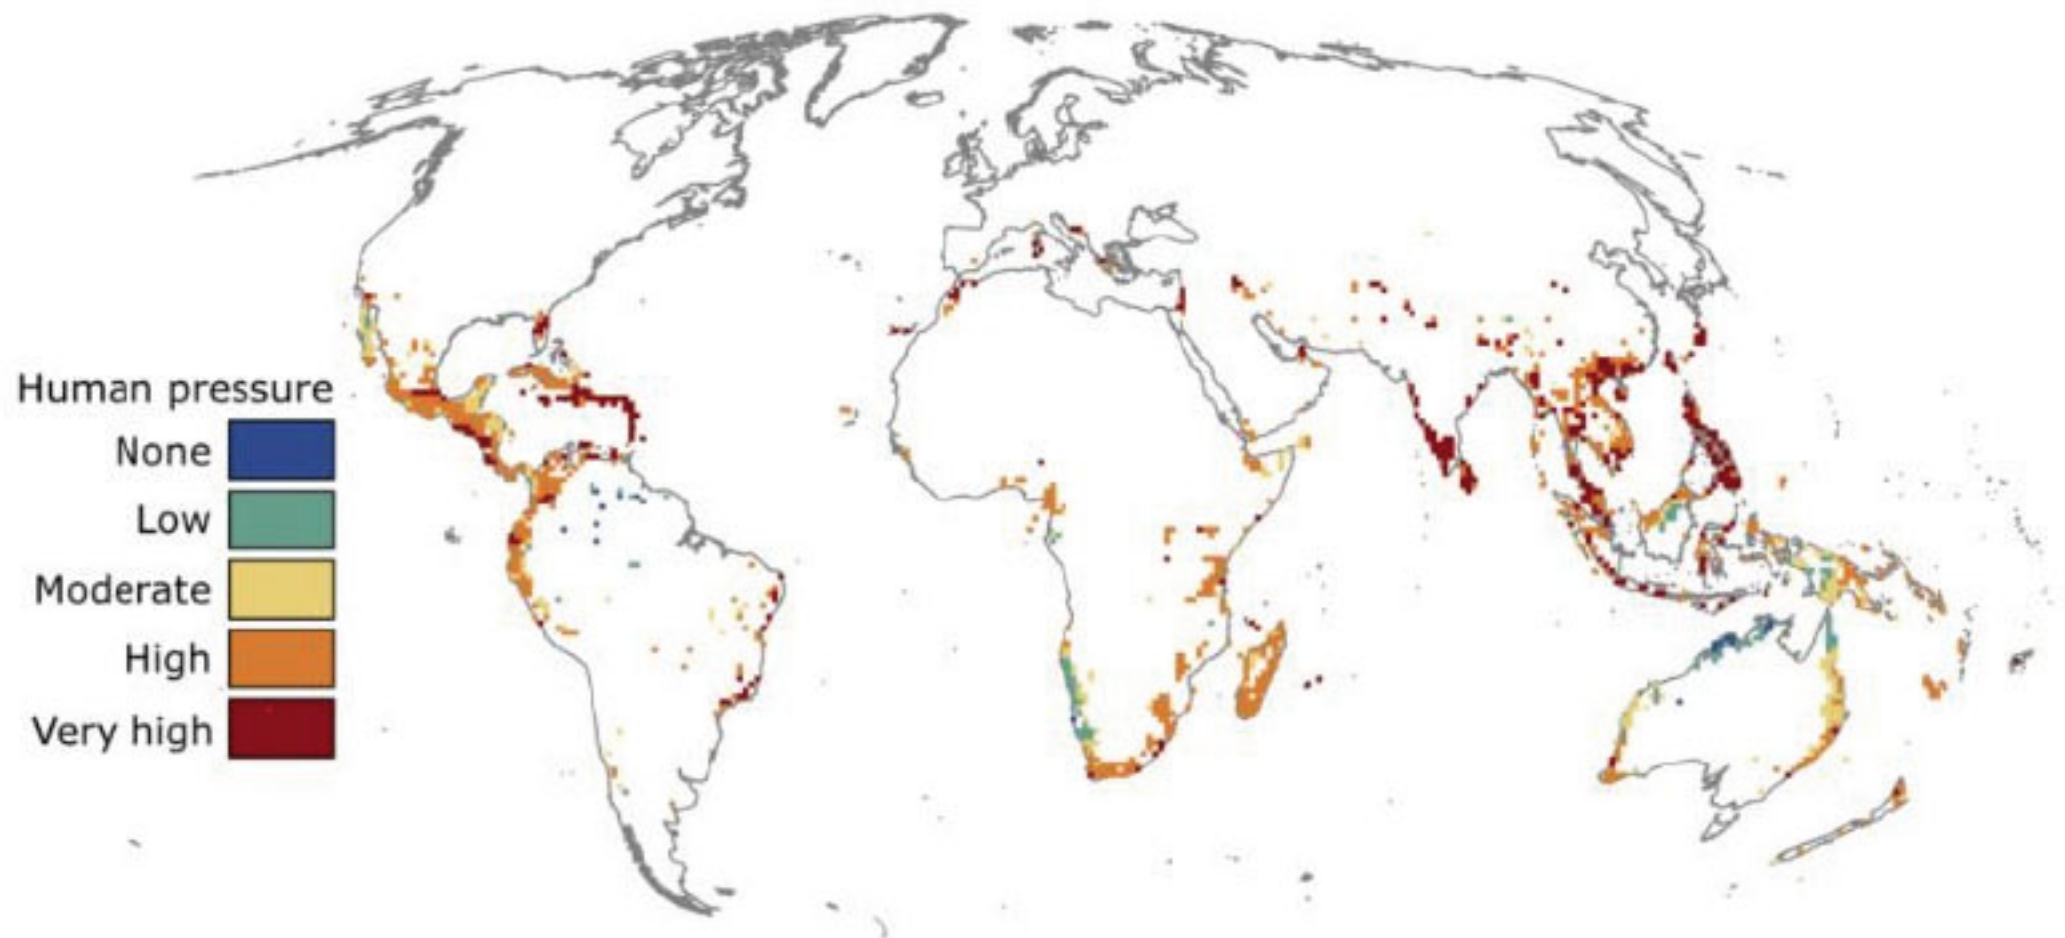 Human pressure
None
Low
Moderate
High
Very high